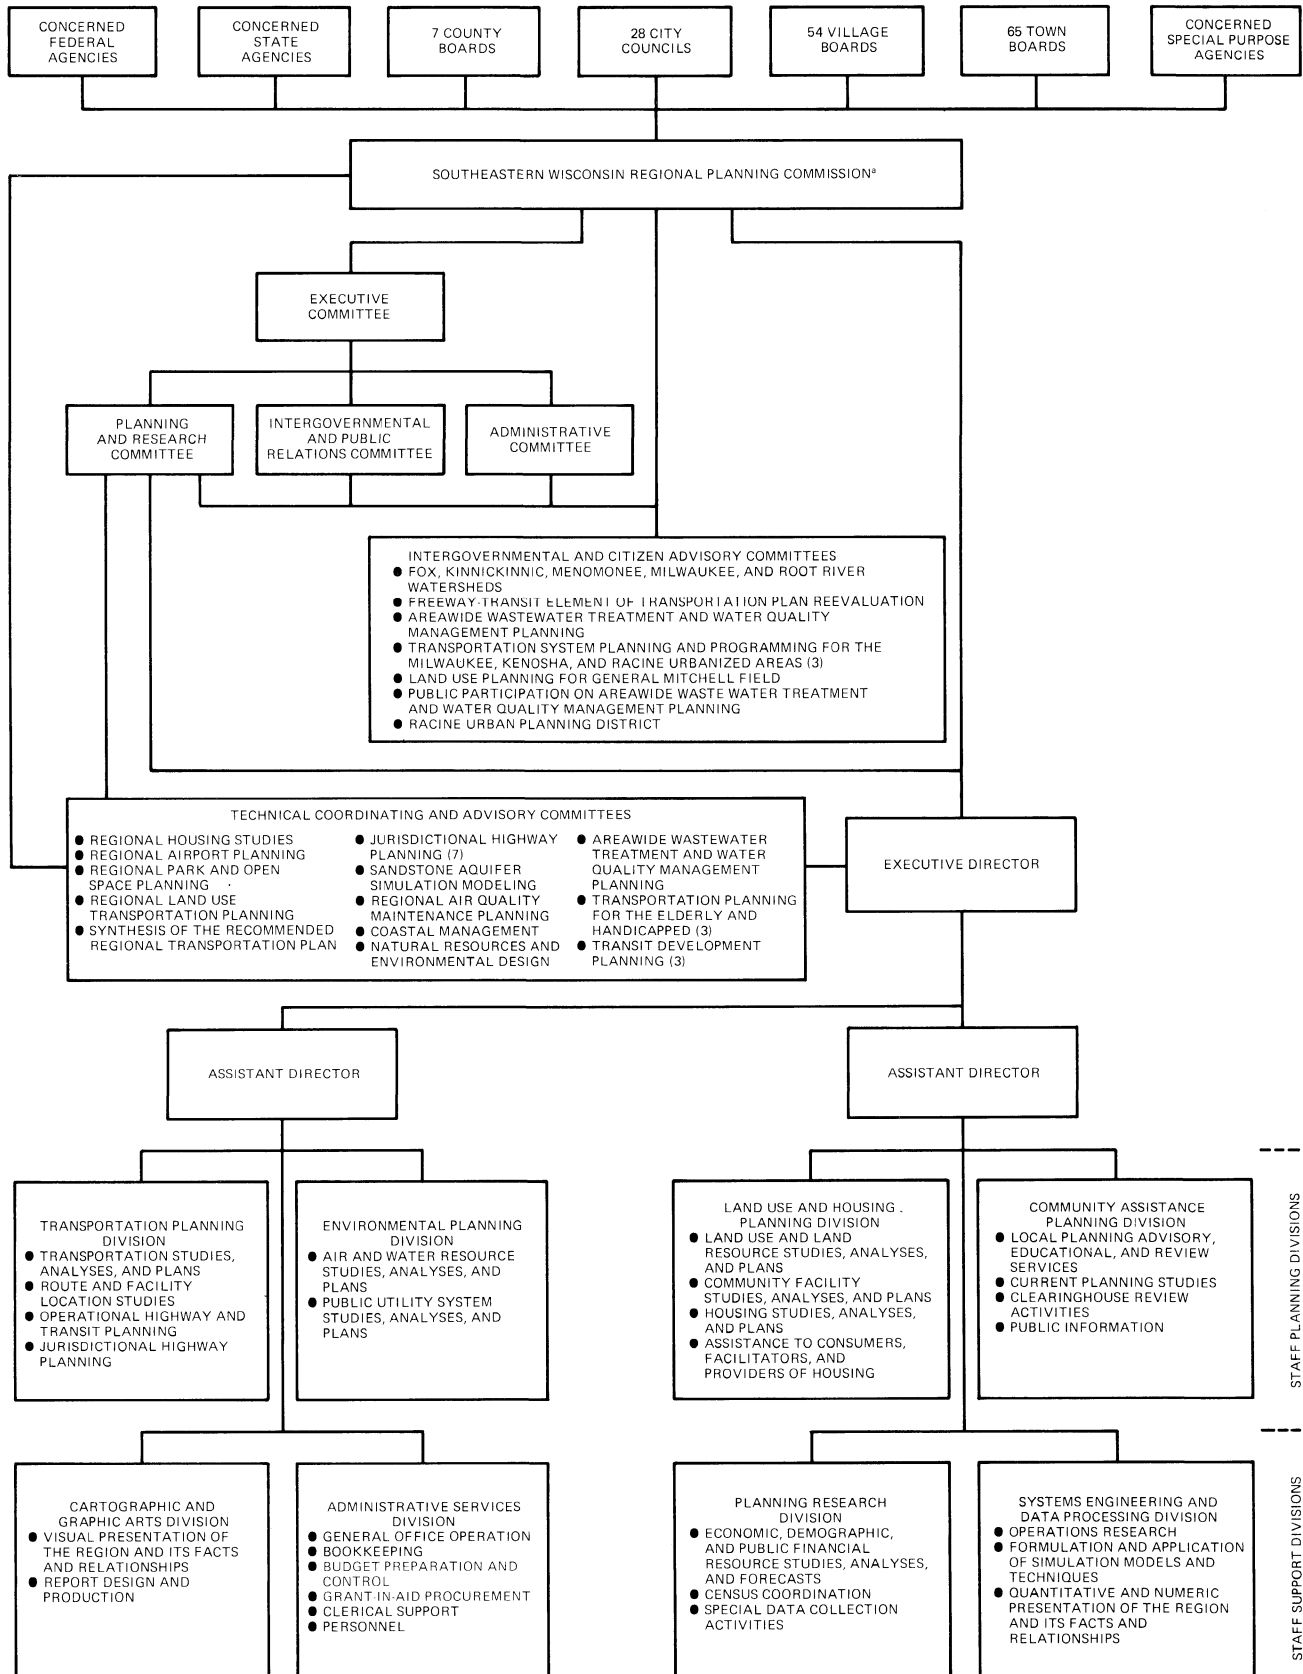 CONCERNED
FEDERAL
AGENCIES
CONCERNED
STATE
AGENCIES
7 COUNTY
BOARDS
28 CITY
COUNCILS
54 VILLAGE
BOARDS
65 TOWN
BOARDS
CONCERNED
SPECIAL PURPOSE
AGENCIES
SOUTHEASTERN WISCONSIN REGIONAL PLANNING COMMISSIONᵃ
EXECUTIVE
COMMITTEE
PLANNING
AND RESEARCH
COMMITTEE
INTERGOVERNMENTAL
AND PUBLIC
RELATIONS COMMITTEE
ADMINISTRATIVE
COMMITTEE
INTERGOVERNMENTAL AND CITIZEN ADVISORY COMMITTEES
● FOX, KINNICKINNIC, MENOMONEE, MILWAUKEE, AND ROOT RIVER
WATERSHEDS
● FREEWAY-TRANSIT ELEMENT OF TRANSPORTATION PLAN REEVALUATION
● AREAWIDE WASTEWATER TREATMENT AND WATER QUALITY
MANAGEMENT PLANNING
● TRANSPORTATION SYSTEM PLANNING AND PROGRAMMING FOR THE
MILWAUKEE, KENOSHA, AND RACINE URBANIZED AREAS (3)
● LAND USE PLANNING FOR GENERAL MITCHELL FIELD
● PUBLIC PARTICIPATION ON AREAWIDE WASTE WATER TREATMENT
AND WATER QUALITY MANAGEMENT PLANNING
● RACINE URBAN PLANNING DISTRICT
TECHNICAL COORDINATING AND ADVISORY COMMITTEES
● REGIONAL HOUSING STUDIES
● REGIONAL AIRPORT PLANNING
● REGIONAL PARK AND OPEN
SPACE PLANNING
● REGIONAL LAND USE
TRANSPORTATION PLANNING
● SYNTHESIS OF THE RECOMMENDED
REGIONAL TRANSPORTATION PLAN
● JURISDICTIONAL HIGHWAY
PLANNING (7)
● SANDSTONE AQUIFER
SIMULATION MODELING
● REGIONAL AIR QUALITY
MAINTENANCE PLANNING
● COASTAL MANAGEMENT
● NATURAL RESOURCES AND
ENVIRONMENTAL DESIGN
● AREAWIDE WASTEWATER
TREATMENT AND WATER
QUALITY MANAGEMENT
PLANNING
● TRANSPORTATION PLANNING
FOR THE ELDERLY AND
HANDICAPPED (3)
● TRANSIT DEVELOPMENT
PLANNING (3)
EXECUTIVE DIRECTOR
ASSISTANT DIRECTOR
ASSISTANT DIRECTOR
TRANSPORTATION PLANNING
DIVISION
● TRANSPORTATION STUDIES,
ANALYSES, AND PLANS
● ROUTE AND FACILITY
LOCATION STUDIES
● OPERATIONAL HIGHWAY AND
TRANSIT PLANNING
● JURISDICTIONAL HIGHWAY
PLANNING
ENVIRONMENTAL PLANNING
DIVISION
● AIR AND WATER RESOURCE
STUDIES, ANALYSES, AND
PLANS
● PUBLIC UTILITY SYSTEM
STUDIES, ANALYSES, AND
PLANS
LAND USE AND HOUSING
PLANNING DIVISION
● LAND USE AND LAND
RESOURCE STUDIES, ANALYSES,
AND PLANS
● COMMUNITY FACILITY
STUDIES, ANALYSES, AND PLANS
● HOUSING STUDIES, ANALYSES,
AND PLANS
● ASSISTANCE TO CONSUMERS,
FACILITATORS, AND
PROVIDERS OF HOUSING
COMMUNITY ASSISTANCE
PLANNING DIVISION
● LOCAL PLANNING ADVISORY,
EDUCATIONAL, AND REVIEW
SERVICES
● CURRENT PLANNING STUDIES
● CLEARINGHOUSE REVIEW
ACTIVITIES
● PUBLIC INFORMATION
STAFF PLANNING DIVISIONS
CARTOGRAPHIC AND
GRAPHIC ARTS DIVISION
● VISUAL PRESENTATION OF
THE REGION AND ITS FACTS
AND RELATIONSHIPS
● REPORT DESIGN AND
PRODUCTION
ADMINISTRATIVE SERVICES
DIVISION
● GENERAL OFFICE OPERATION
● BOOKKEEPING
● BUDGET PREPARATION AND
CONTROL
● GRANT-IN-AID PROCUREMENT
● CLERICAL SUPPORT
● PERSONNEL
PLANNING RESEARCH
DIVISION
● ECONOMIC, DEMOGRAPHIC,
AND PUBLIC FINANCIAL
RESOURCE STUDIES, ANALYSES,
AND FORECASTS
● CENSUS COORDINATION
● SPECIAL DATA COLLECTION
ACTIVITIES
SYSTEMS ENGINEERING AND
DATA PROCESSING DIVISION
● OPERATIONS RESEARCH
● FORMULATION AND APPLICATION
OF SIMULATION MODELS AND
TECHNIQUES
● QUANTITATIVE AND NUMERIC
PRESENTATION OF THE REGION
AND ITS FACTS AND
RELATIONSHIPS
STAFF SUPPORT DIVISIONS